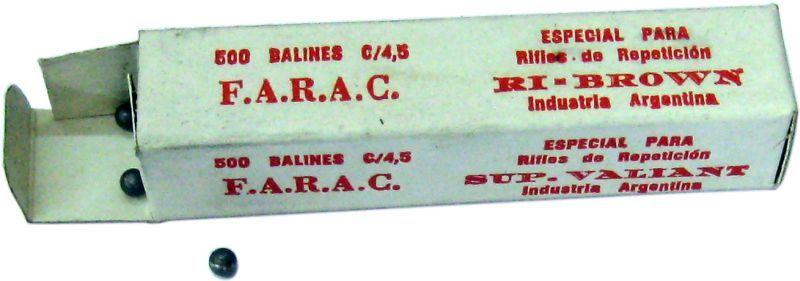 500 BALINES C/4,5
F.A.R.A.C.
ESPECIAL PARA
Rifles de Repetición
RI-BROWN
Industria Argentina
500 BALINES C/4,5
F.A.R.A.C.
ESPECIAL PARA
Rifles de Repetición
SUP. VALIANT
Industria Argentina